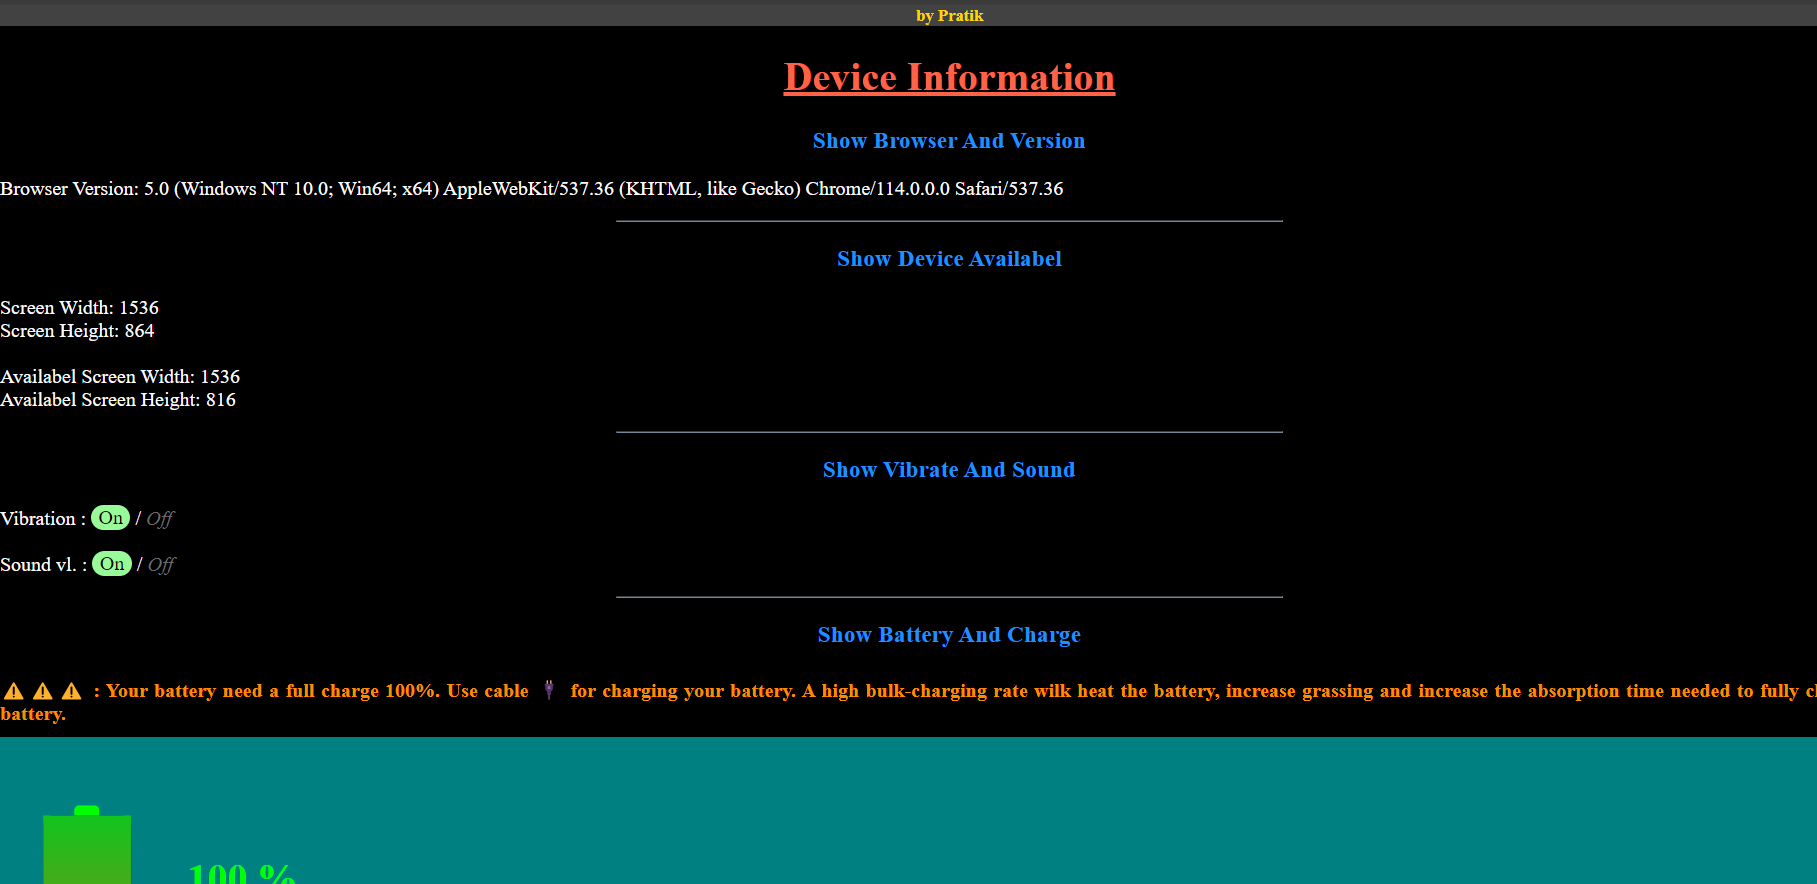 by Pratik
Device Information
Show Browser And Version
Browser Version: 5.0 (Windows NT 10.0; Win64; x64) AppleWebKit/537.36 (KHTML, like Gecko) Chrome/114.0.0.0 Safari/537.36
Show Device Availabel
Screen Width: 1536
Screen Height: 864
Availabel Screen Width: 1536
Availabel Screen Height: 816
Show Vibrate And Sound
Vibration : On / Off
Sound vl. : On / Off
Show Battery And Charge
: Your battery need a full charge 100%. Use cable for charging your battery. A high bulk-charging rate wilk heat the battery, increase grassing and increase the absorption time needed to fully
battery.
100 %